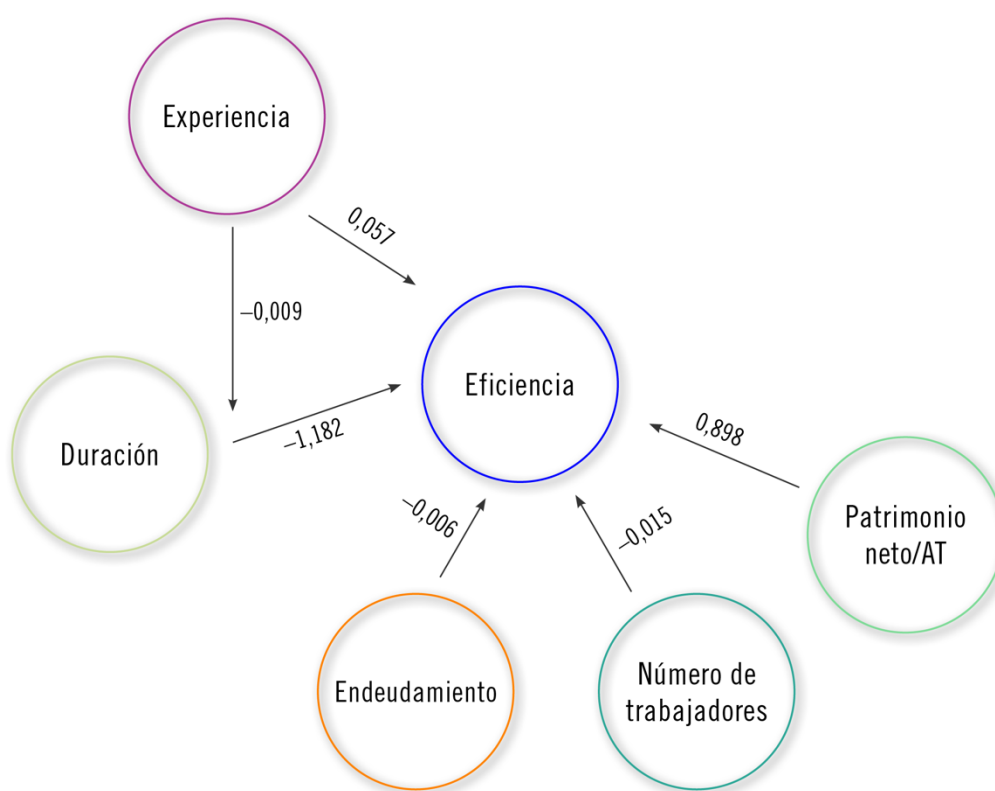 Experiencia
0,057
–0,009
Eficiencia
Duración
–1,182
0,898
–0,006
–0,015
Patrimonio
neto/AT
Endeudamiento
Número de
trabajadores